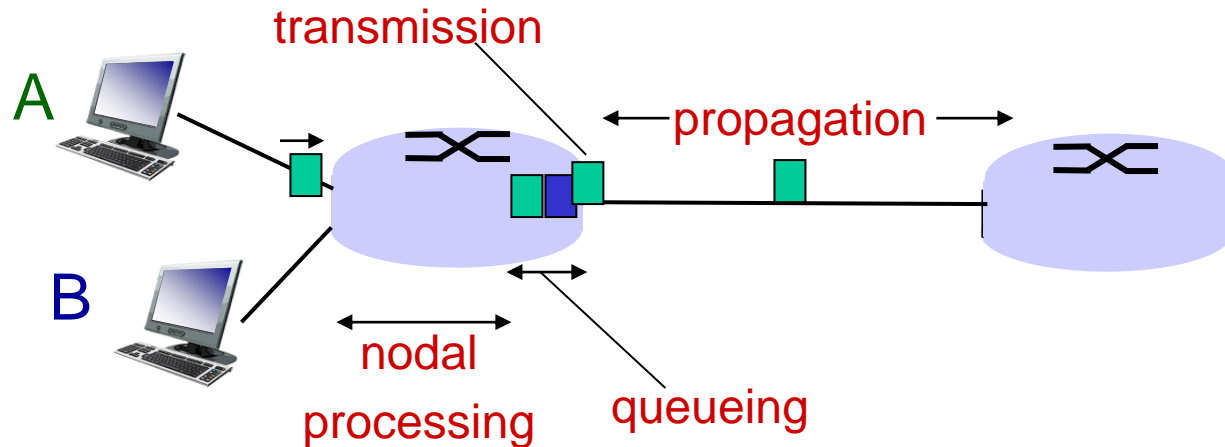 transmission
A
propagation
B
nodal
processing
queueing